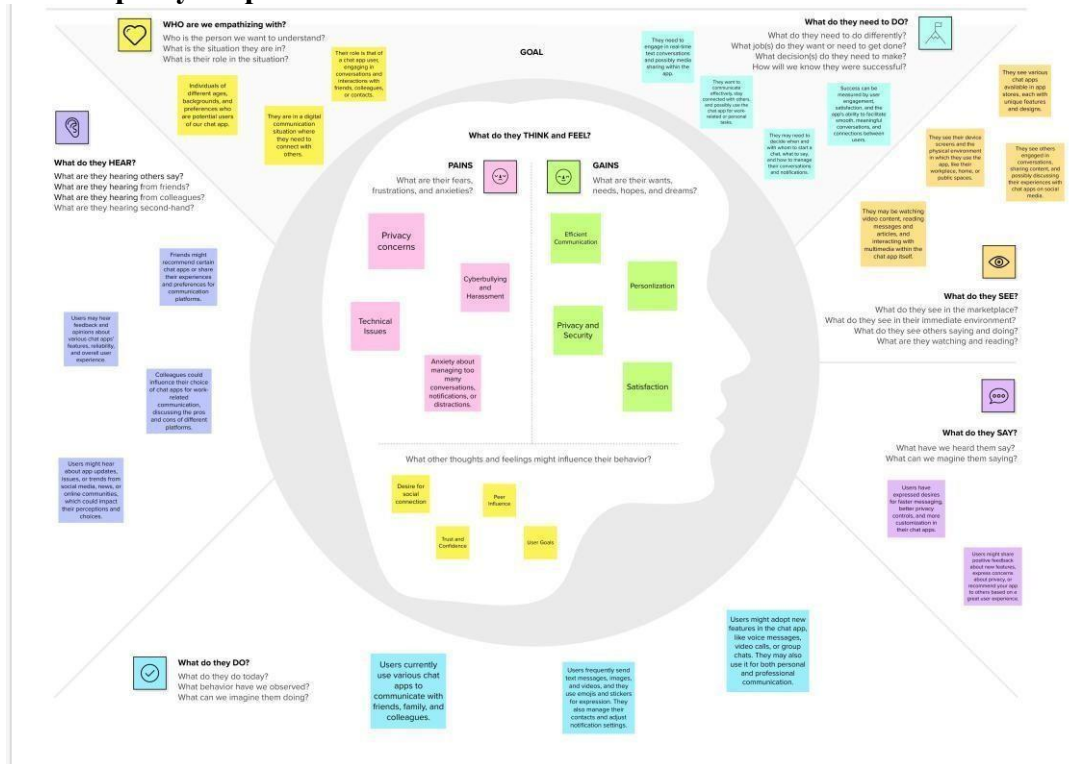 WHO are we empathizing with?
Who is the person we want to understand?
What is the situation they are in?
What is their role in the situation?
Individuals of
different ages,
backgrounds, and
preferences who
are potential users
of our chat app.
They are in a digital
communication
situation where
they need to
connect with
others.
Their role is that of
a chat app user,
engaging in
conversations and
interactions with
friends, colleagues,
or contacts.
GOAL
What do they need to DO?
What do they need to do differently?
What job(s) do they want or need to get done?
What decision(s) do they need to make?
How will we know they were successful?
They need to
engage in real-time
text conversations
and possibly media
sharing within the
app.
They want to
communicate
effectively, stay
connected with others,
and possibly use the
chat app for work-
related or personal
tasks.
They may need to
decide when and
with whom to start a
chat, what to say,
and how to manage
their conversations
and notifications.
Success can be
measured by user
engagement,
satisfaction, and the
app's ability to facilitate
smooth, meaningful
conversations, and
connections between
users.
What do they SEE?
What do they see in the marketplace?
What do they see in their immediate environment?
What do they see others saying and doing?
What are they watching and reading?
They see various
chat apps
available in app
stores, each with
unique features
and designs.
They see their device
screens and the
physical environment
in which they use the
app, like their
workplace, home, or
public spaces.
They see others
engaged in
conversations,
sharing content, and
possibly discussing
their experiences with
chat apps on social
media.
They may be watching
video content, reading
messages and
articles, and
interacting with
multimedia within the
chat app itself.
What do they SAY?
What have we heard them say?
What can we magine them saying?
Users have
expressed desires
for faster messaging,
better privacy
controls, and more
customization in
their chat apps.
Users might share
positive feedback
about new features,
express concerns
about privacy, or
recommend your app
to others based on a
great user experience.
What do they DO?
What do they do today?
What behavior have we observed?
What can we imagine them doing?
Users currently
use various chat
apps to
communicate with
friends, family, and
colleagues.
Users frequently send
text messages, images,
and videos, and they
use emojis and stickers
for expression. They
also manage their
contacts and adjust
notification settings.
Users might adopt new
features in the chat app,
like voice messages,
video calls, or group
chats. They may also
use it for both personal
and professional
communication.
What do they HEAR?
What are they hearing others say?
What are they hearing from friends?
What are they hearing from colleagues?
What are they hearing second-hand?
Friends might
recommend certain
chat apps or share
their experiences
and preferences for
communication
platforms.
Users may hear
feedback and
opinions about
various chat apps'
features, reliability,
and overall user
experience.
Colleagues could
influence their choice
of chat apps for work-
related
communication,
discussing the pros
and cons of different
platforms.
Users might hear
about app updates,
issues, or trends from
social media, news, or
online communities,
which could impact
their perceptions and
choices.
What do they THINK and FEEL?
PAINS
What are their fears,
frustrations, and anxieties?
Privacy
concerns
Cyberbullying
and
Harassment
Technical
Issues
Anxiety about
managing too
many
conversations,
notifications, or
distractions.
GAINS
What are their wants,
needs, hopes, and dreams?
Efficient
Communication
Privacy and
Security
Satisfaction
What other thoughts and feelings might influence their behavior?
Desire for
social
connection
Peer
Influence
Trust and
Confidence
User Goals